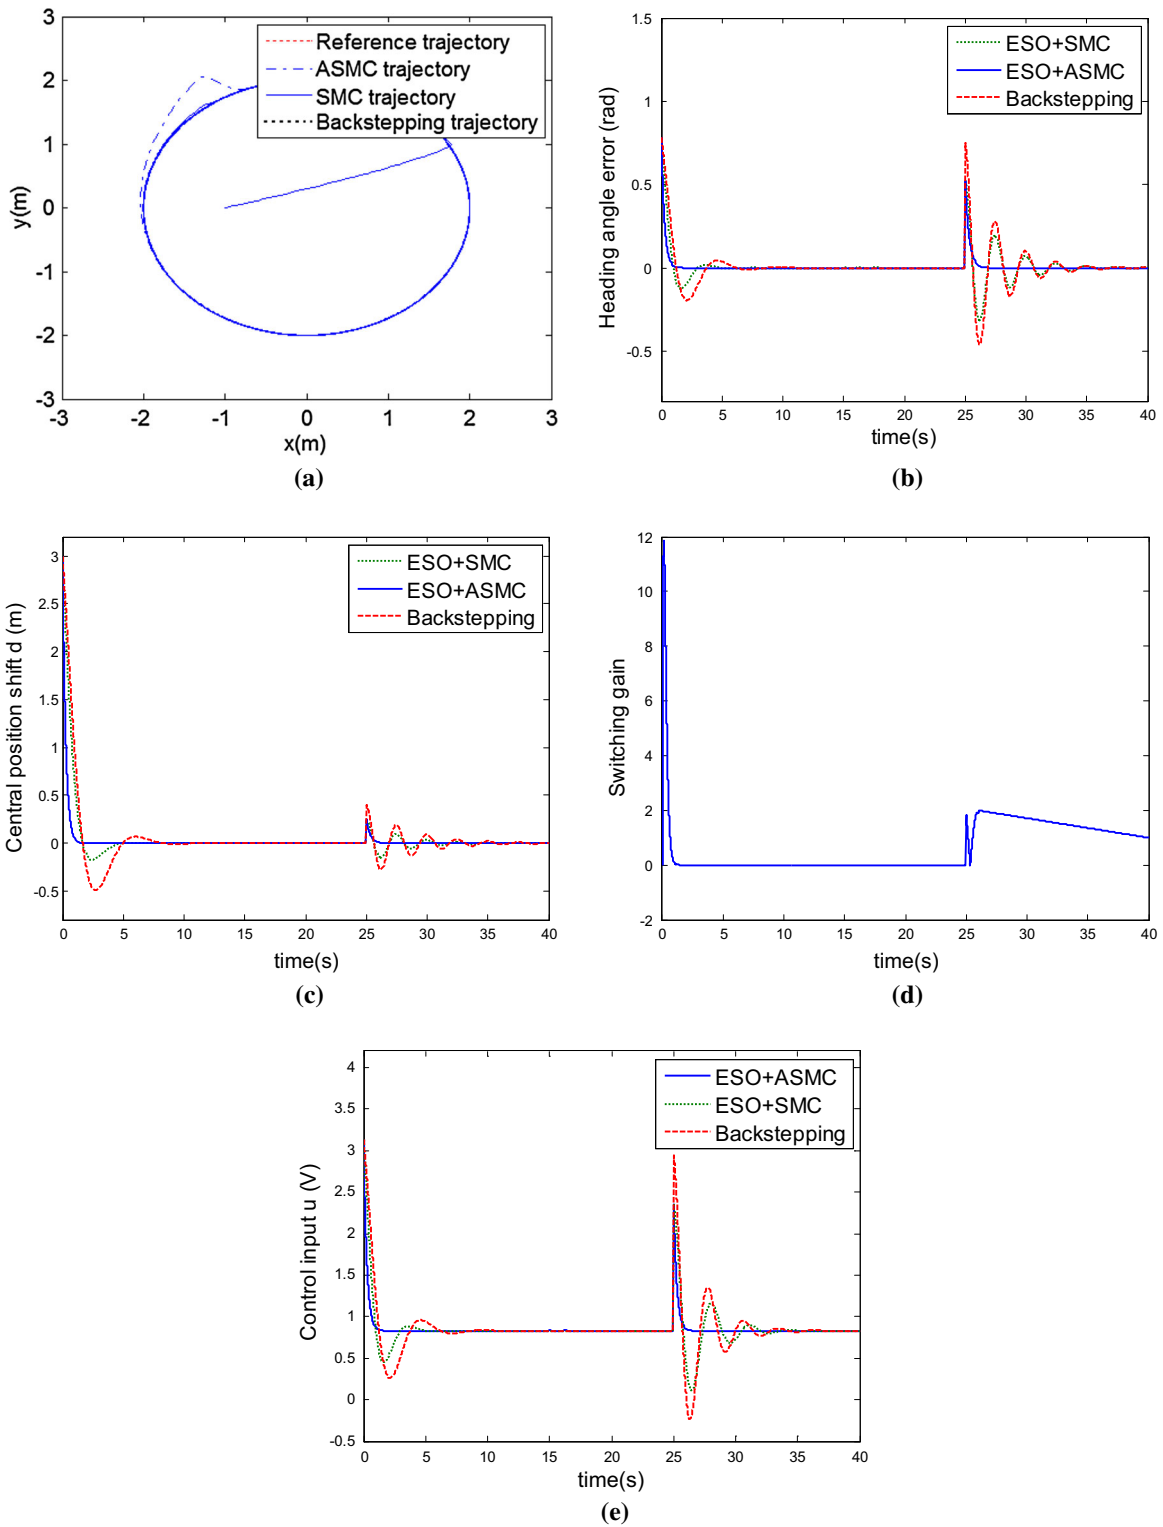 3
2
1
0
-1
-2
-3
y(m)
Reference trajectory
ASMC trajectory
SMC trajectory
Backstepping trajectory
-3 -2 -1 0 1 2 3
x(m)
(a)
1.5
1
0.5
0
-0.5
Heading angle error (rad)
ESO+SMC
ESO+ASMC
Backstepping
0 5 10 15 20 25 30 35 40
time(s)
(b)
3
2.5
2
1.5
1
0.5
0
-0.5
Central position shift d (m)
ESO+SMC
ESO+ASMC
Backstepping
0 5 10 15 20 25 30 35 40
time(s)
(c)
12
10
8
6
4
2
0
-2
Switching gain
0 5 10 15 20 25 30 35 40
time(s)
(d)
4
3.5
3
2.5
2
1.5
1
0.5
0
-0.5
Control input u (V)
ESO+ASMC
ESO+SMC
Backstepping
0 5 10 15 20 25 30 35 40
time(s)
(e)